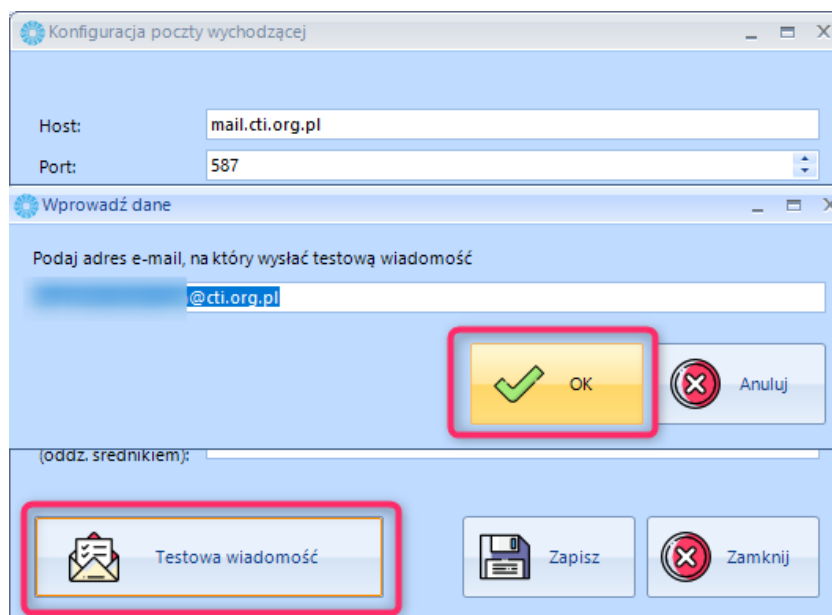 Konfiguracja poczty wychodzącej
Host: mail.cti.org.pl
Port: 587
Wprowadź dane
Podaj adres e-mail, na który wysłać testową wiadomość
@cti.org.pl
OK Anuluj
(oddz. średnikiem):
Testowa wiadomość Zapisz Zamknij